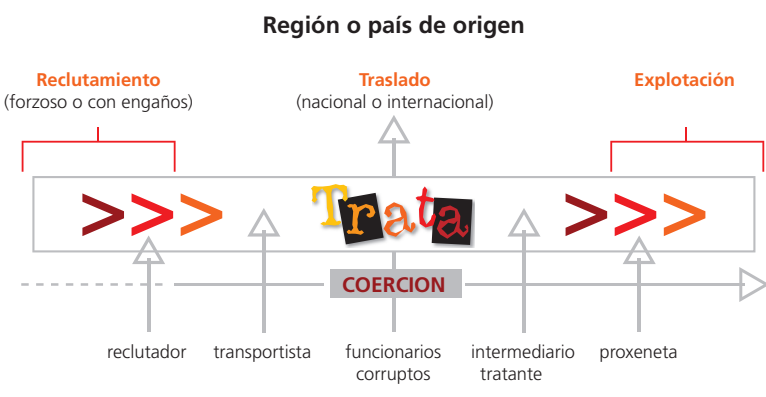 Región o país de origen
Reclutamiento
(forzoso o con engaños)
Traslado
(nacional o internacional)
Explotación
>>> Trata >>>
COERCION
reclutador
transportista
funcionarios
corruptos
intermediario
tratante
proxeneta